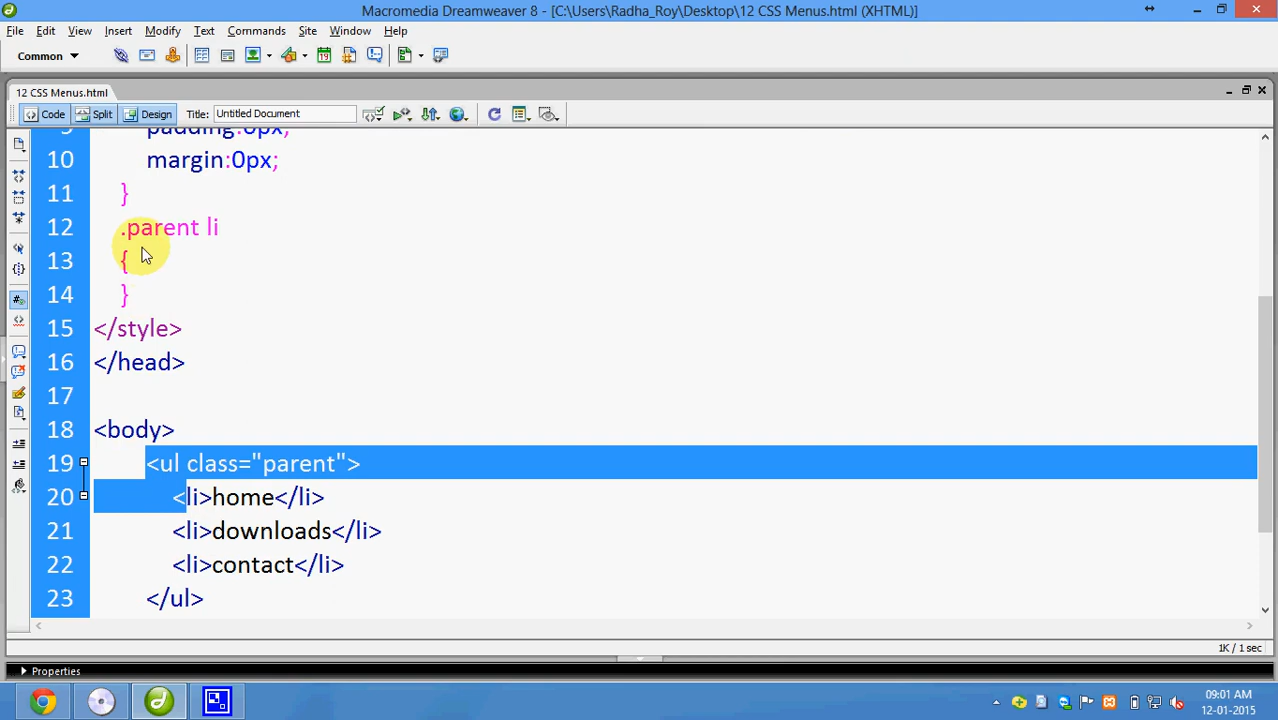 Macromedia Dreamweaver 8 - [C:\Users\Radha_Roy\Desktop\12 CSS Menus.html (XHTML)]
File Edit View Insert Modify Text Commands Site Window Help
Common
12 CSS Menus.html
Code Split Design Title: Untitled Document
9 padding:0px;
10 margin:0px;
11 }
12 .parent li
13 {
14 }
15 </style>
16 </head>
17
18 <body>
19 <ul class="parent">
20 <li>home</li>
21 <li>downloads</li>
22 <li>contact</li>
23 </ul>
1K / 1 sec
Properties
09:01 AM
12-01-2015